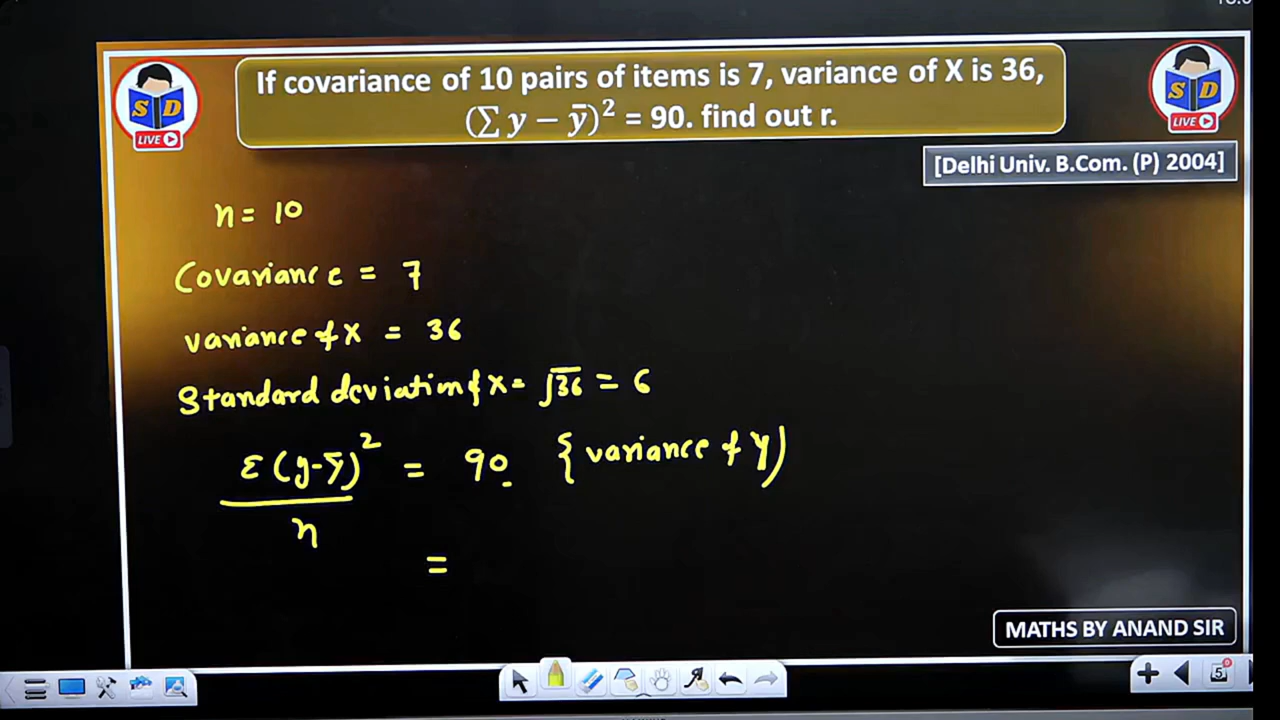 If covariance of 10 pairs of items is 7, variance of X is 36,
(∑ y − ȳ)² = 90. find out r.
S D
LIVE
S D
LIVE
[Delhi Univ. B.Com. (P) 2004]
n = 10
Covariance = 7
variance of X = 36
Standard deviation of X = √36 = 6
Σ(y-ȳ)² = 90 {variance of y}
n
=
MATHS BY ANAND SIR
5